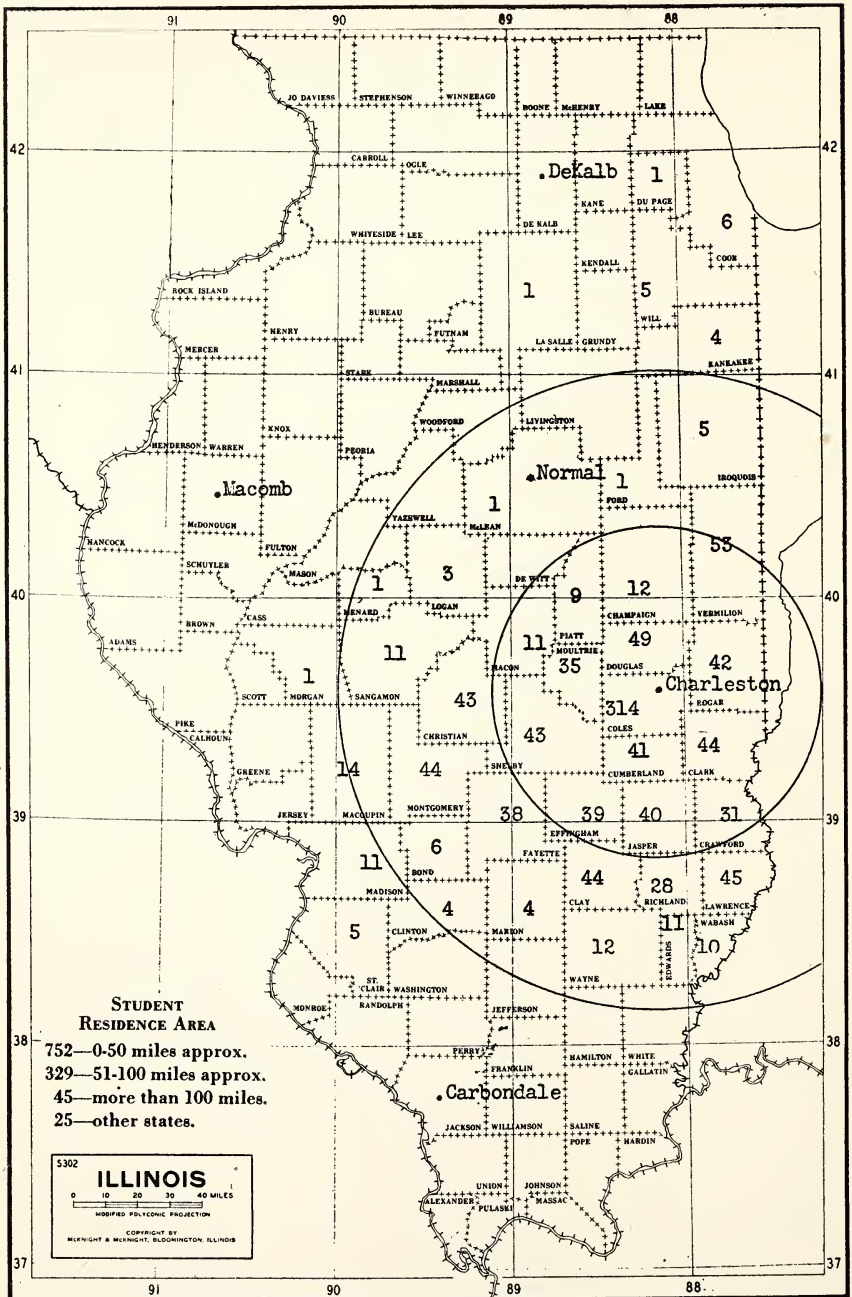 91 90 89 88
JO DAVIESS STEPHENSON WINNEBAGO
BOONE McHENRY LAKE
42 42
CARROLL OGLE
DeKalb 1
KANE DU PAGE
6
DE KALB
WHITESIDE LEE
COOK
KENDALL
ROCK ISLAND
1 5
BUREAU
WILL
HENRY PUTNAM
4
LA SALLE GRUNDY
MERCER
KANKAKEE
41 41
STARK
MARSHALL
WOODFORD LIVINGSTON
KNOX 5
HENDERSON WARREN
PEORIA
Normal 1
IROQUOIS
Macomb
1 FORD
TAZEWELL McLEAN
McDONOUGH
HANCOCK FULTON
53
SCHUYLER
MASON 3
DE WITT
1 9 12
40 40
MENARD LOGAN
CASS CHAMPAIGN VERMILION
BROWN
11 PIATT 49
ADAMS 11 MOULTRIE
MACON 35 DOUGLAS 42
1 Charleston
SCOTT MORGAN SANGAMON 43
EDGAR
314
PIKE COLES
CALHOUN CHRISTIAN 43 41 44
GREENE 14 44 SHELBY
CUMBERLAND CLARK
MONTGOMERY 38 39 40 31
39 39
JERSEY MACOUPIN
EFFINGHAM
6 JASPER CRAWFORD
11 FAYETTE
BOND 44 28 45
MADISON
CLAY RICHLAND LAWRENCE
4 4 11 WABASH
5 CLINTON MARION
12 EDWARDS 10
ST. CLAIR WASHINGTON WAYNE
MONROE RANDOLPH
JEFFERSON
STUDENT
RESIDENCE AREA
752—0-50 miles approx.
329—51-100 miles approx.
45—more than 100 miles.
25—other states.
38 38
PERRY HAMILTON WHITE
FRANKLIN GALLATIN
Carbondale
JACKSON WILLIAMSON SALINE
POPE HARDIN
UNION JOHNSON
ALEXANDER PULASKI MASSAC
S302
ILLINOIS
0 10 20 30 40 MILES
MODIFIED POLYCONIC PROJECTION
COPYRIGHT BY
McKNIGHT & McKNIGHT, BLOOMINGTON, ILLINOIS
37 37
91 90 89 88